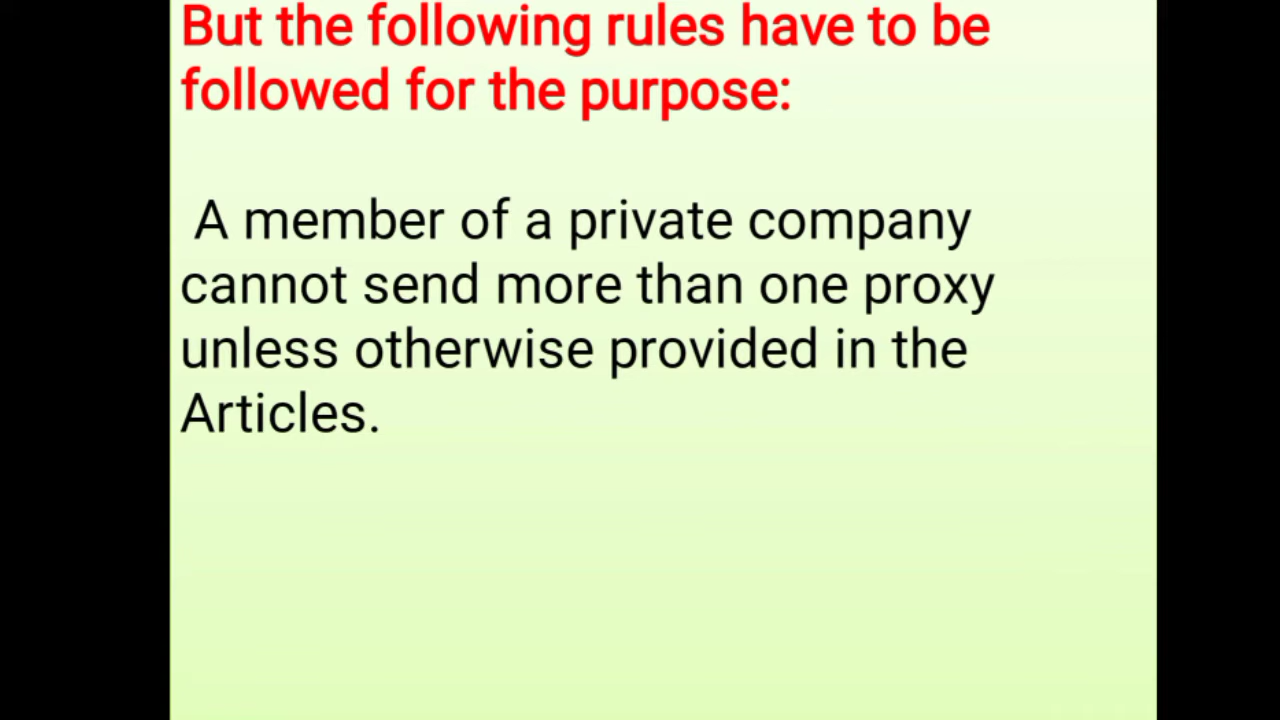 But the following rules have to be
followed for the purpose:
A member of a private company
cannot send more than one proxy
unless otherwise provided in the
Articles.